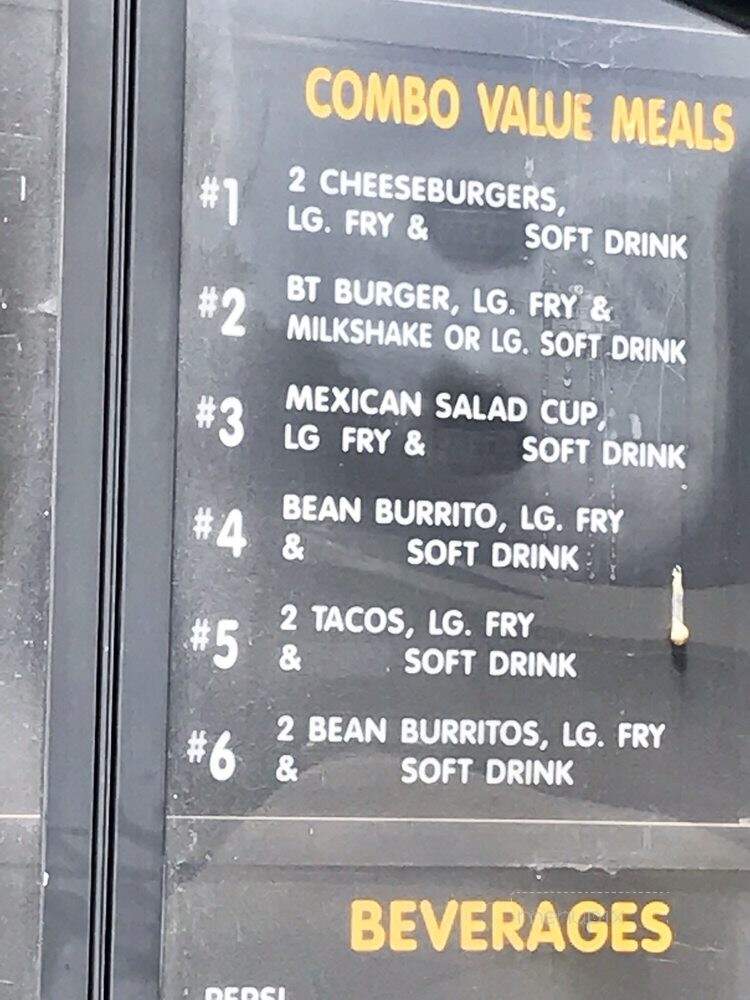 COMBO VALUE MEALS
#1 2 CHEESEBURGERS,
LG. FRY & SOFT DRINK
#2 BT BURGER, LG. FRY &
MILKSHAKE OR LG. SOFT DRINK
#3 MEXICAN SALAD CUP,
LG FRY & SOFT DRINK
#4 BEAN BURRITO, LG. FRY
& SOFT DRINK
#5 2 TACOS, LG. FRY
& SOFT DRINK
#6 2 BEAN BURRITOS, LG. FRY
& SOFT DRINK
BEVERAGES
PEPSI